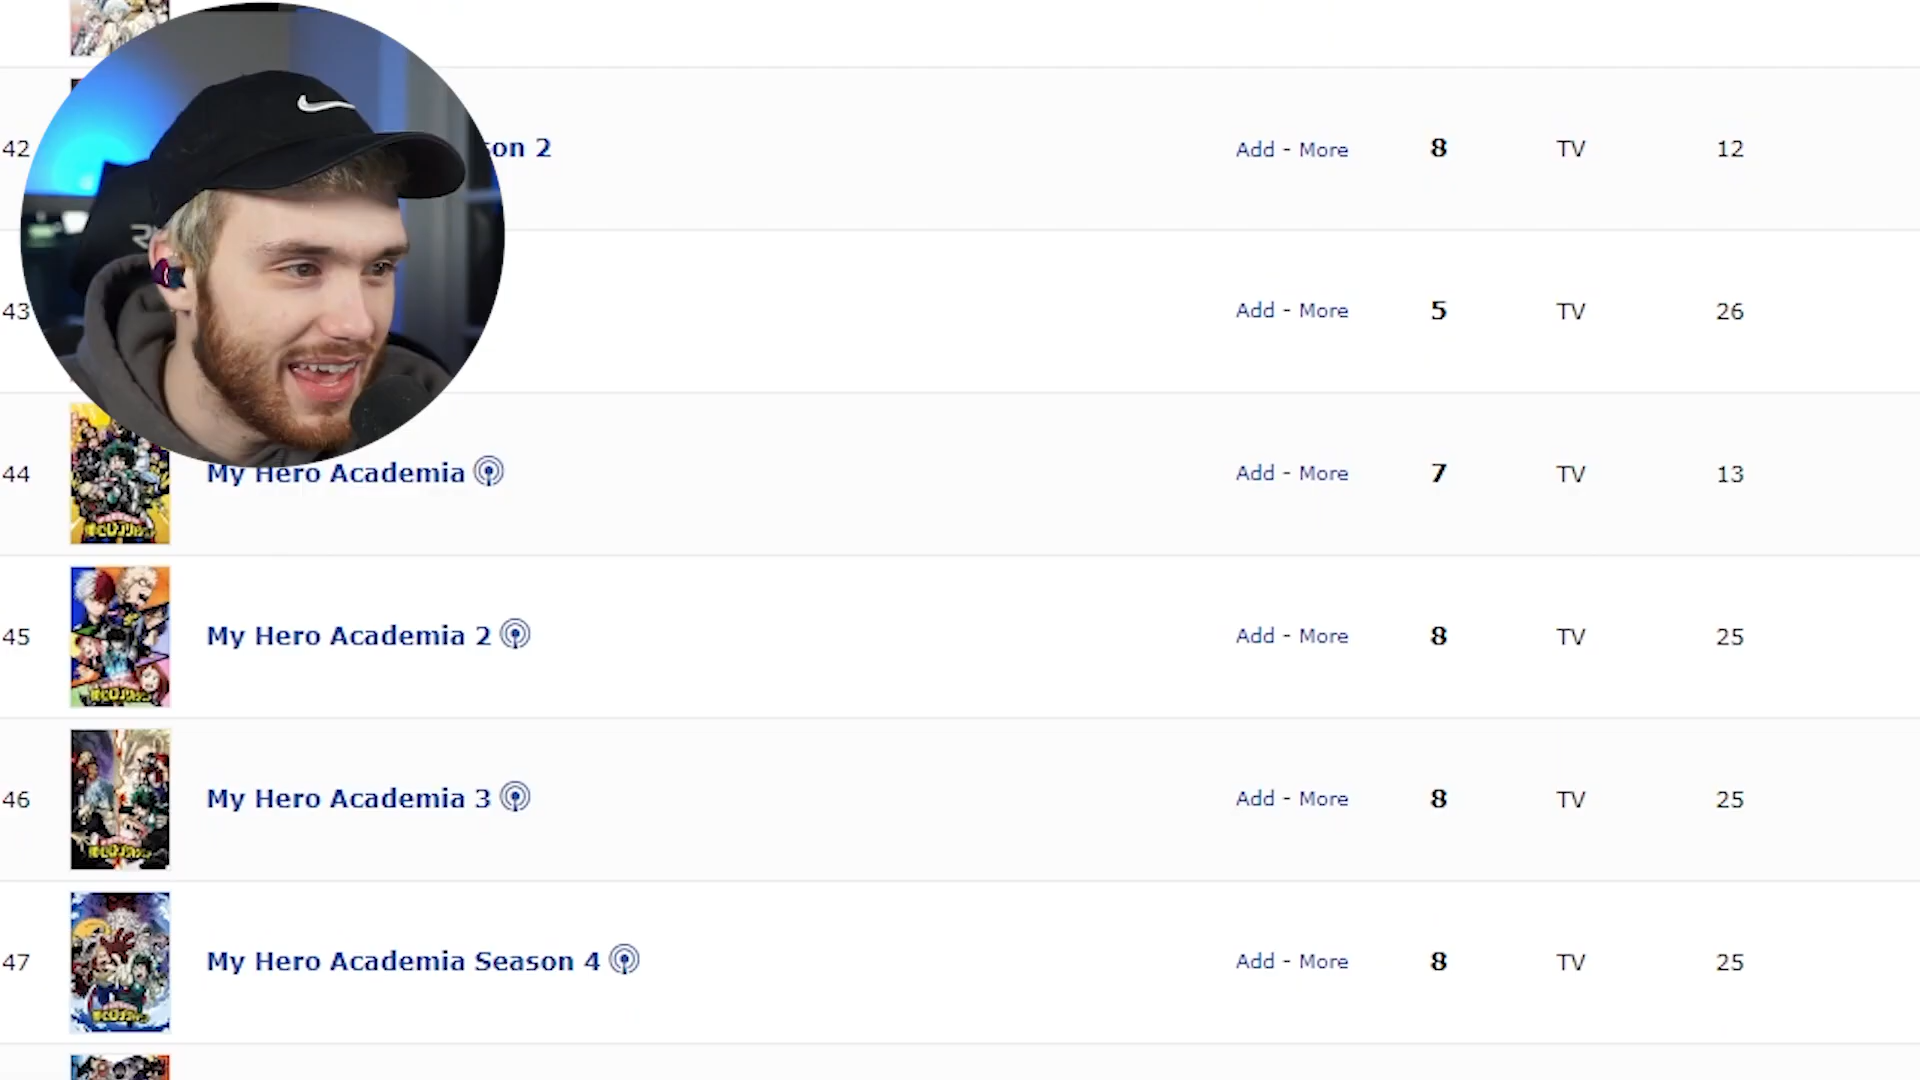 42 son 2 Add - More 8 TV 12
43 Add - More 5 TV 26
44 My Hero Academia Add - More 7 TV 13
45 My Hero Academia 2 Add - More 8 TV 25
46 My Hero Academia 3 Add - More 8 TV 25
47 My Hero Academia Season 4 Add - More 8 TV 25